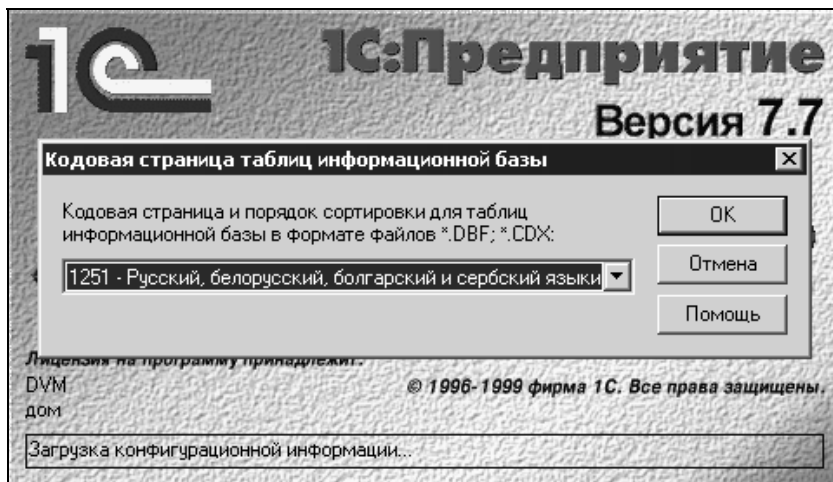 1С
1С:Предприятие
Версия 7.7
Кодовая страница таблиц информационной базы
Кодовая страница и порядок сортировки для таблиц
информационной базы в формате файлов *.DBF; *.CDX:
1251 - Русский, белорусский, болгарский и сербский языки
OK
Отмена
Помощь
Лицензия на программу принадлежит:
DVM
дом
© 1996-1999 фирма 1С. Все права защищены.
Загрузка конфигурационной информации...